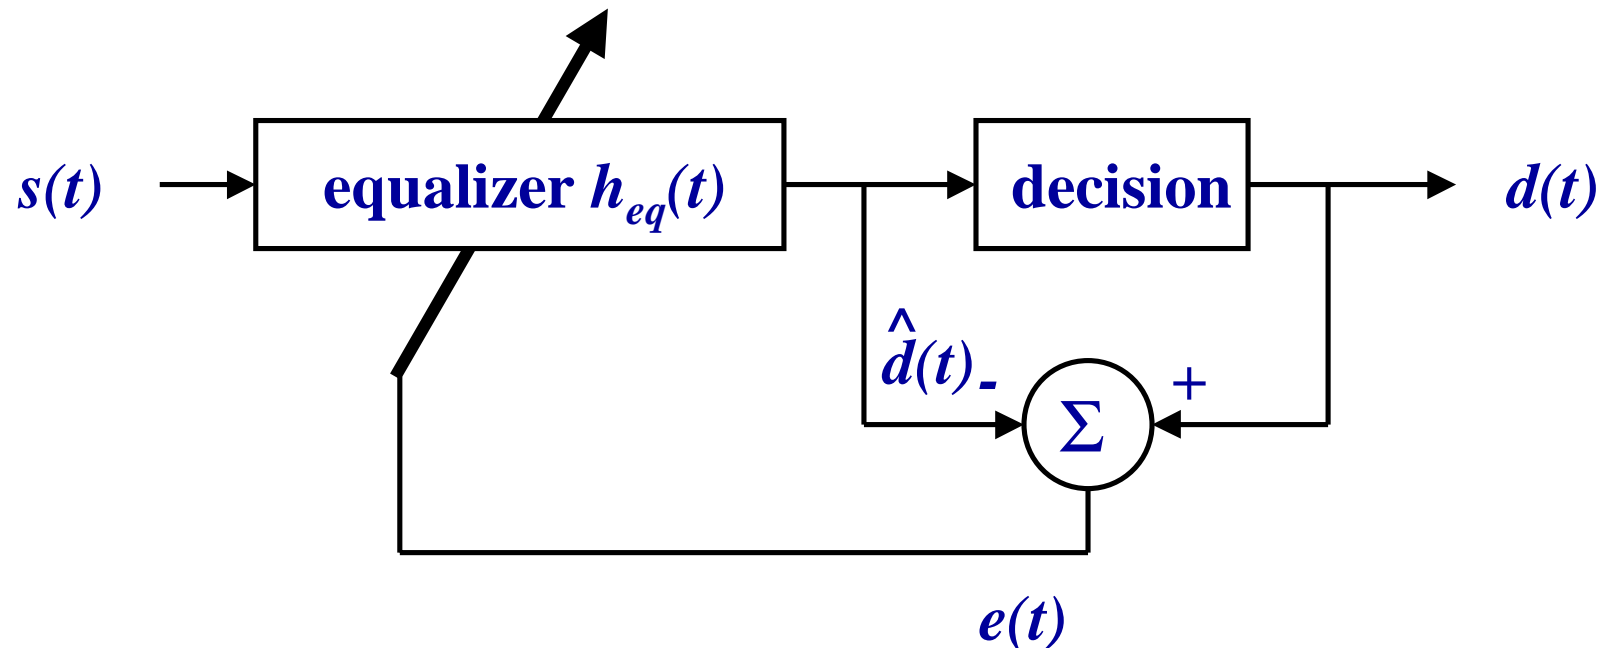 s(t)
equalizer h_eq(t)
decision
d(t)
d̂(t)
-
+
Σ
e(t)